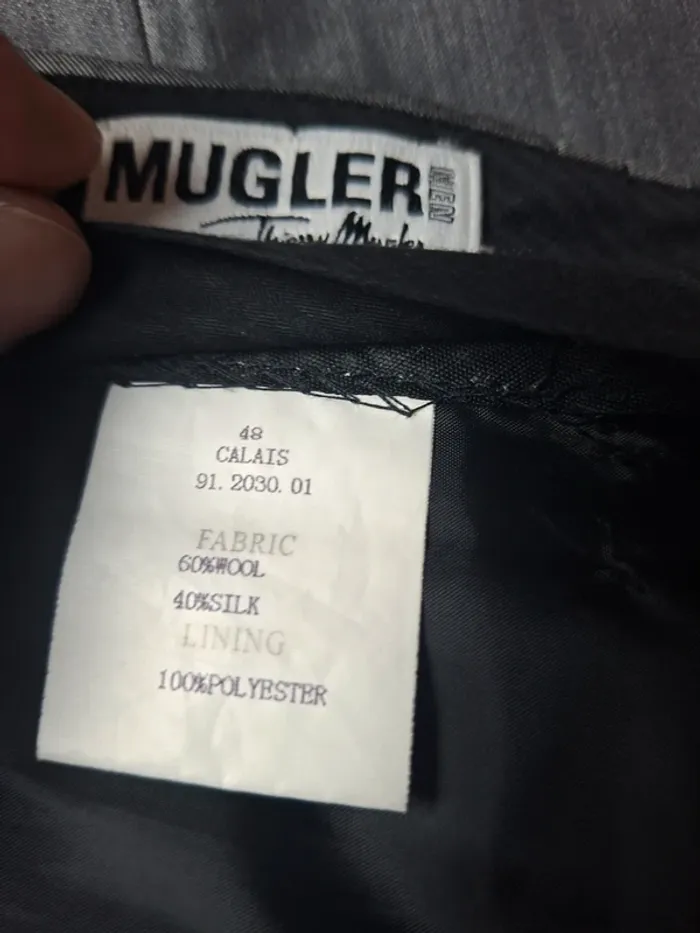 MUGLER MEN
Thierry Mugler
48
CALAIS
91. 2030. 01
FABRIC
60%WOOL
40%SILK
LINING
100%POLYESTER